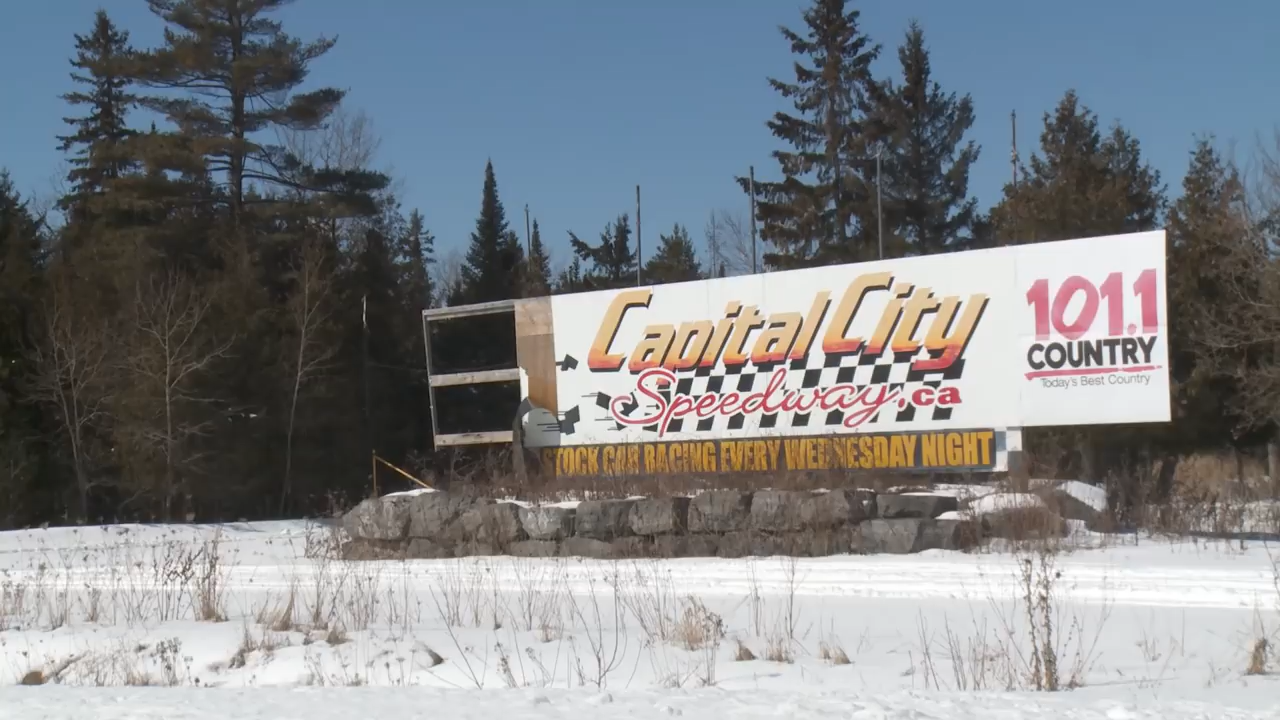 Capital City
Speedway.ca
STOCK CAR RACING EVERY WEDNESDAY NIGHT
101.1
COUNTRY
Today's Best Country